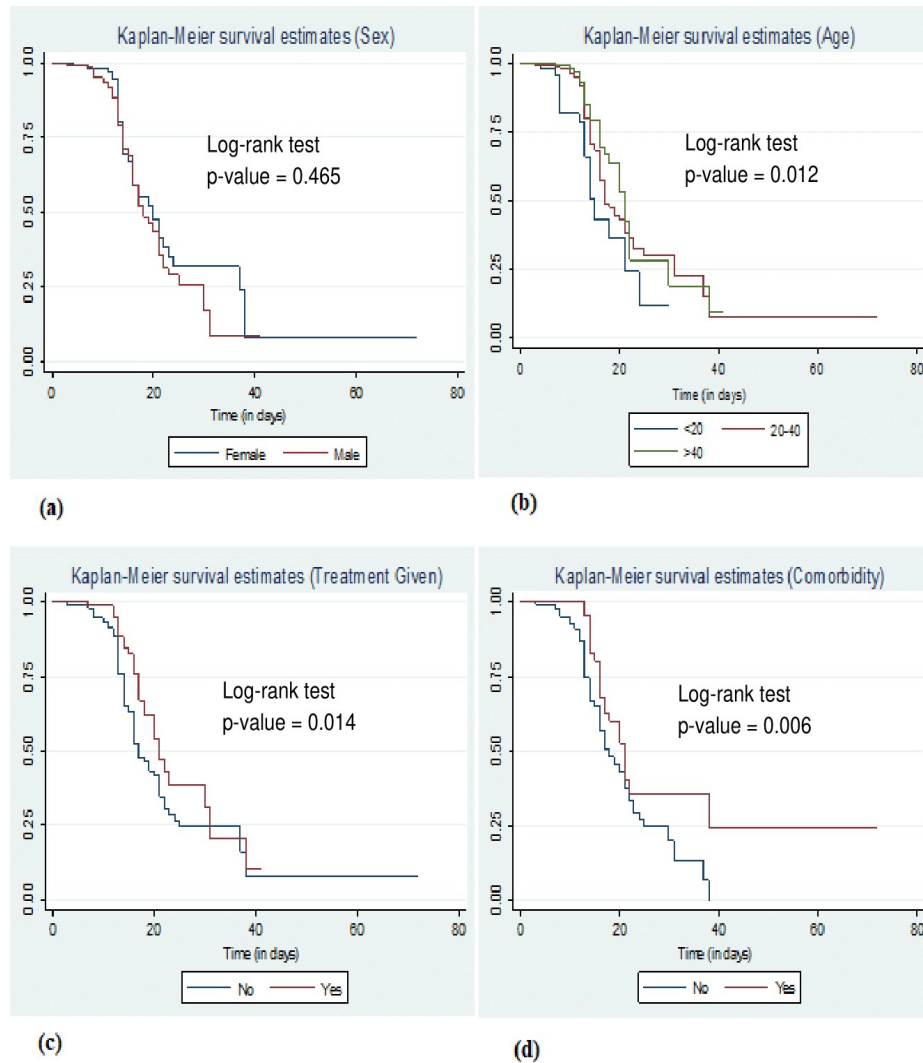 Kaplan-Meier survival estimates (Sex)
1.00
0.75
0.50
0.25
0.00
Log-rank test
p-value = 0.465
0 20 40 60 80
Time (in days)
Female Male
(a)
Kaplan-Meier survival estimates (Age)
1.00
0.75
0.50
0.25
0.00
Log-rank test
p-value = 0.012
0 20 40 60 80
Time (in days)
<20 20-40
>40
(b)
Kaplan-Meier survival estimates (Treatment Given)
1.00
0.75
0.50
0.25
0.00
Log-rank test
p-value = 0.014
0 20 40 60 80
Time (in days)
No Yes
(c)
Kaplan-Meier survival estimates (Comorbidity)
1.00
0.75
0.50
0.25
0.00
Log-rank test
p-value = 0.006
0 20 40 60 80
Time (in days)
No Yes
(d)